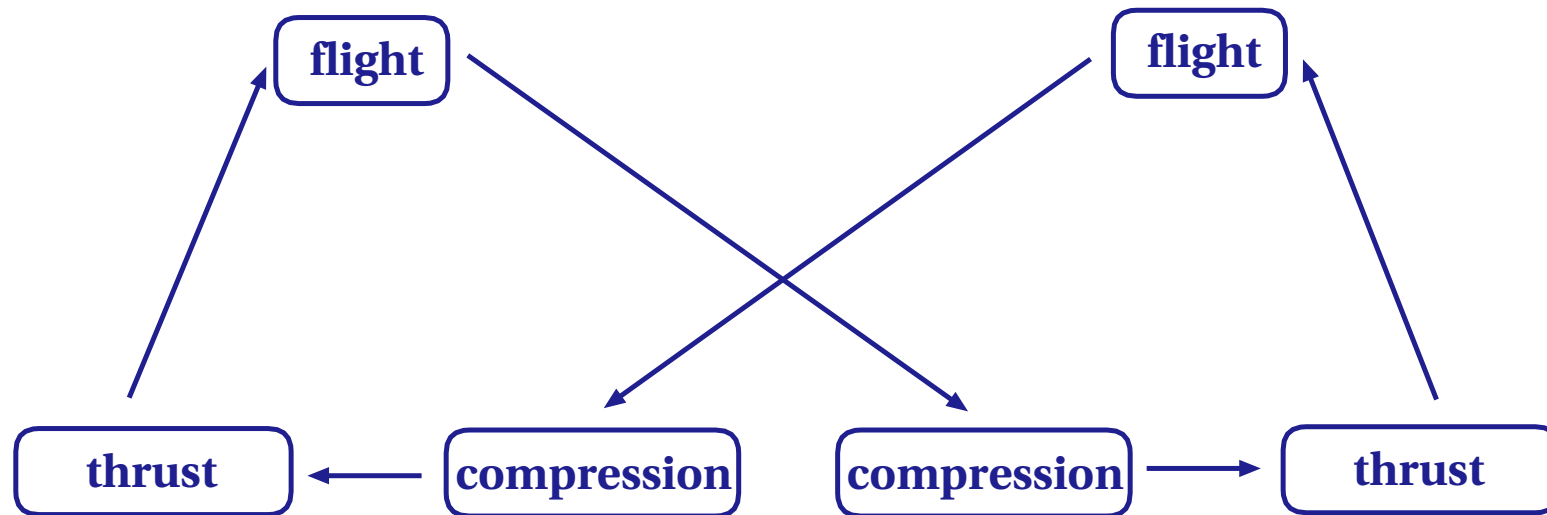 flight
flight
thrust
compression
compression
thrust